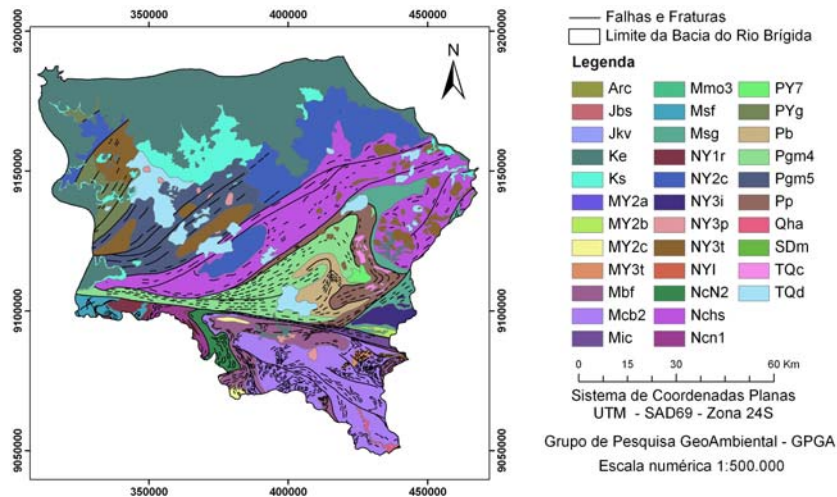 350000 400000 450000
9200000
9150000
9100000
9050000
N
9200000
9150000
9100000
9050000
350000 400000 450000
Falhas e Fraturas
Limite da Bacia do Rio Brígida
Legenda
Arc
Jbs
Jkv
Ke
Ks
MY2a
MY2b
MY2c
MY3t
Mbf
Mcb2
Mic
Mmo3
Msf
Msg
NY1r
NY2c
NY3i
NY3p
NY3t
NYI
NcN2
Nchs
Ncn1
PY7
PYg
Pb
Pgm4
Pgm5
Pp
Qha
SDm
TQc
TQd
0 15 30 60 Km
Sistema de Coordenadas Planas
UTM - SAD69 - Zona 24S
Grupo de Pesquisa GeoAmbiental - GPGA
Escala numérica 1:500.000